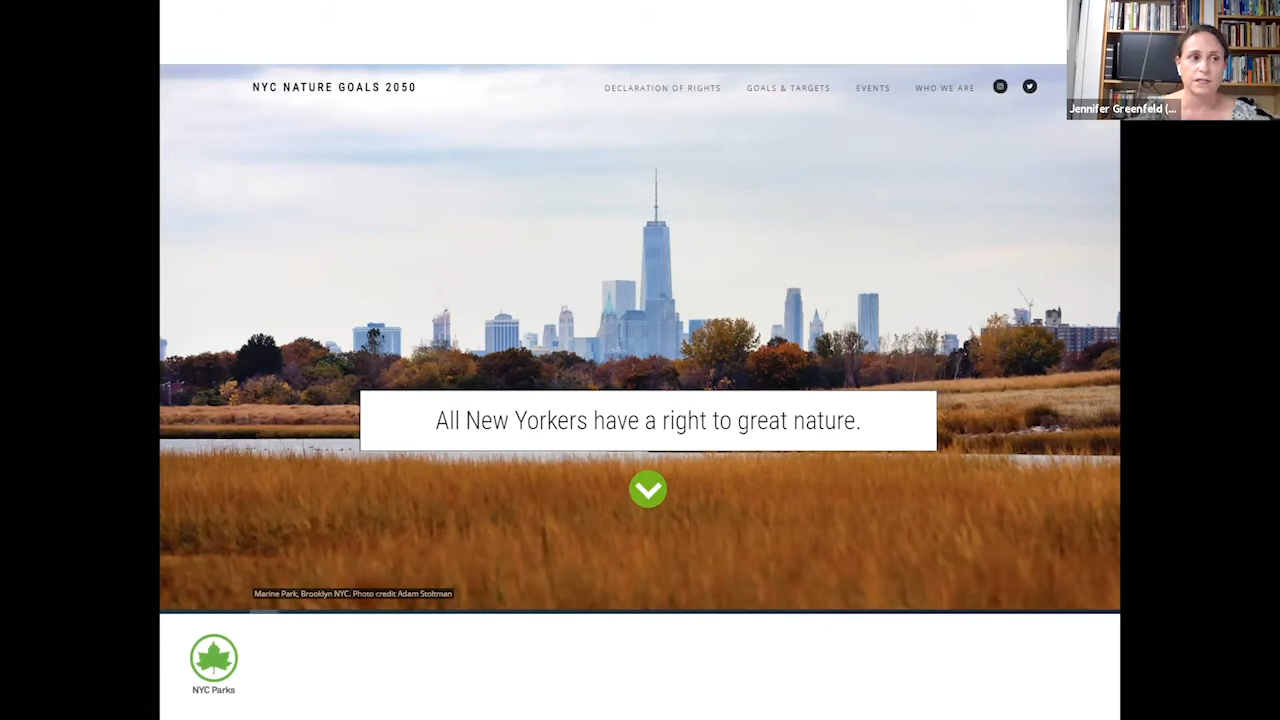 NYC NATURE GOALS 2050
DECLARATION OF RIGHTS
GOALS & TARGETS
EVENTS
WHO WE ARE
Jennifer Greenfeld (...
All New Yorkers have a right to great nature.
Marine Park, Brooklyn NYC. Photo credit Adam Stoltman
NYC Parks